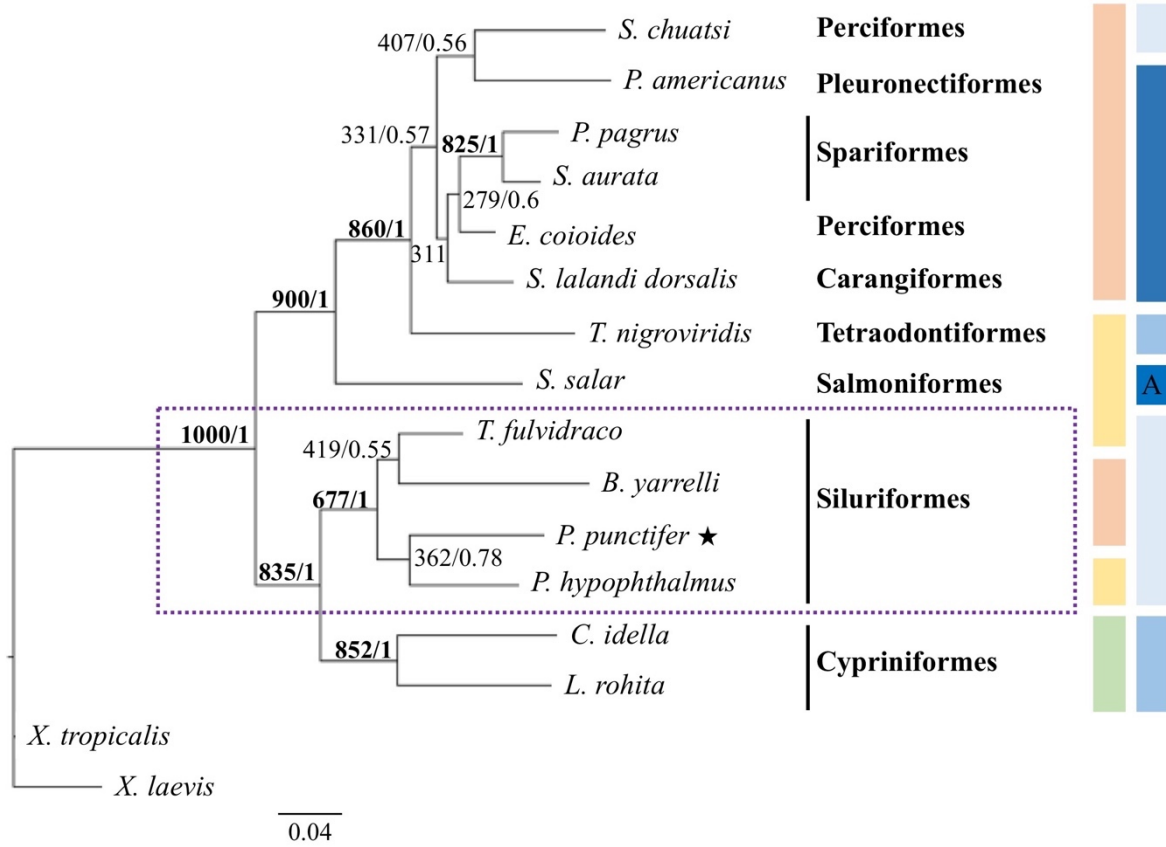 S. chuatsi Perciformes
407/0.56
P. americanus Pleuronectiformes
331/0.57
825/1
P. pagrus
Spariformes
S. aurata
279/0.6
860/1
E. coioides Perciformes
311
S. lalandi dorsalis Carangiformes
900/1
T. nigroviridis Tetraodontiformes
S. salar Salmoniformes A
1000/1
T. fulvidraco
419/0.55
B. yarrelli
677/1
Siluriformes
P. punctifer ★
362/0.78
835/1
P. hypophthalmus
C. idella
852/1
Cypriniformes
L. rohita
X. tropicalis
X. laevis
0.04